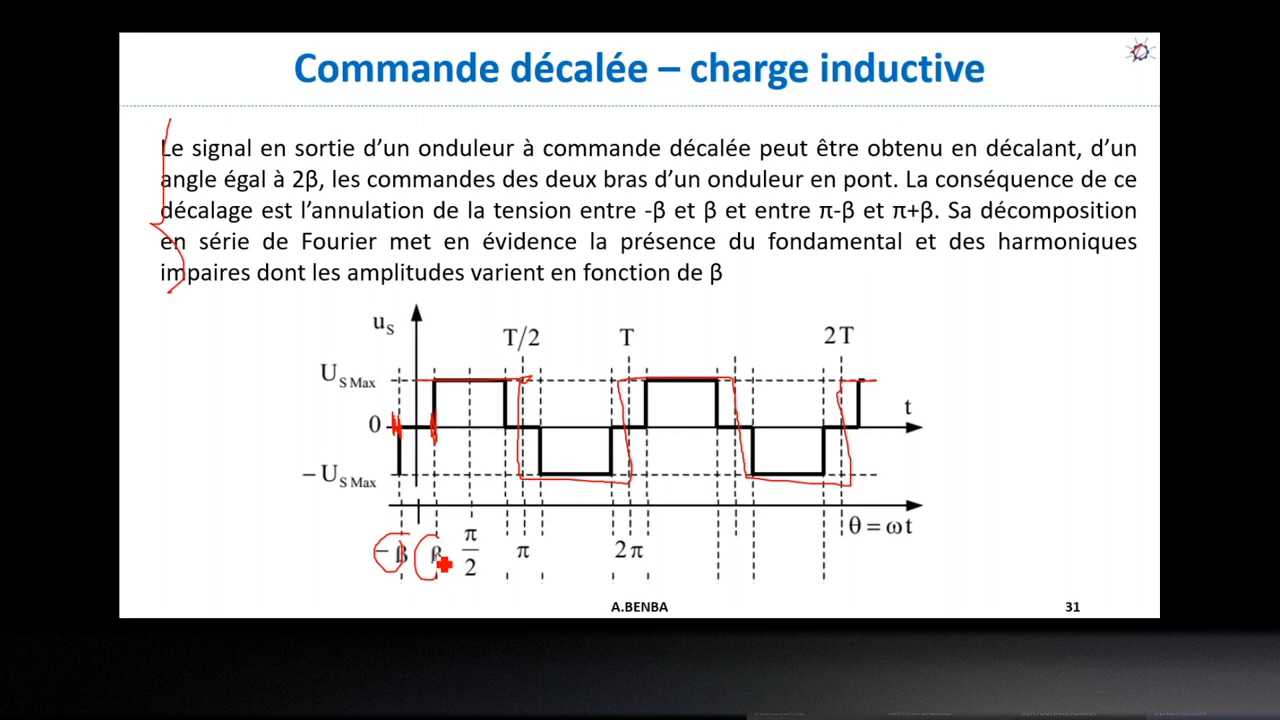 Commande décalée – charge inductive
Le signal en sortie d'un onduleur à commande décalée peut être obtenu en décalant, d'un
angle égal à 2β, les commandes des deux bras d'un onduleur en pont. La conséquence de ce
décalage est l'annulation de la tension entre -β et β et entre π-β et π+β. Sa décomposition
en série de Fourier met en évidence la présence du fondamental et des harmoniques
impaires dont les amplitudes varient en fonction de β
uS
T/2 T 2T
US Max
t
0
– US Max
θ = ωt
– β β π/2 π 2π
A.BENBA 31